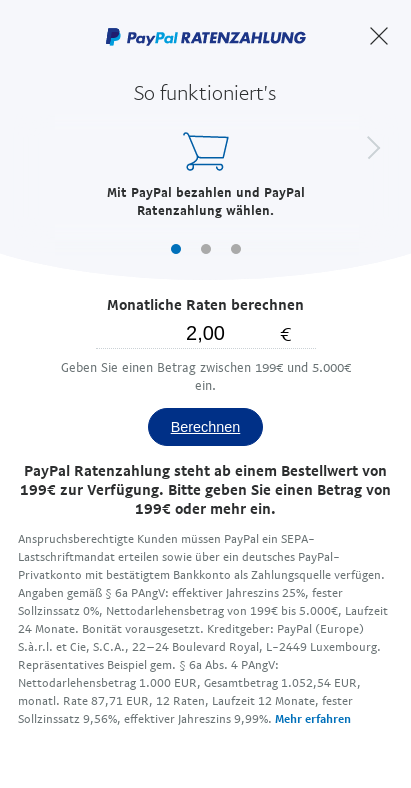 PayPal RATENZAHLUNG
So funktioniert's
Mit PayPal bezahlen und PayPal
Ratenzahlung wählen.
Monatliche Raten berechnen
2,00 €
Geben Sie einen Betrag zwischen 199€ und 5.000€
ein.
Berechnen
PayPal Ratenzahlung steht ab einem Bestellwert von
199€ zur Verfügung. Bitte geben Sie einen Betrag von
199€ oder mehr ein.
Anspruchsberechtigte Kunden müssen PayPal ein SEPA-
Lastschriftmandat erteilen sowie über ein deutsches PayPal-
Privatkonto mit bestätigtem Bankkonto als Zahlungsquelle verfügen.
Angaben gemäß § 6a PAngV: effektiver Jahreszins 25%, fester
Sollzinssatz 0%, Nettodarlehensbetrag von 199€ bis 5.000€, Laufzeit
24 Monate. Bonität vorausgesetzt. Kreditgeber: PayPal (Europe)
S.à.r.l. et Cie, S.C.A., 22–24 Boulevard Royal, L-2449 Luxembourg.
Repräsentatives Beispiel gem. § 6a Abs. 4 PAngV:
Nettodarlehensbetrag 1.000 EUR, Gesamtbetrag 1.052,54 EUR,
monatl. Rate 87,71 EUR, 12 Raten, Laufzeit 12 Monate, fester
Sollzinssatz 9,56%, effektiver Jahreszins 9,99%. Mehr erfahren